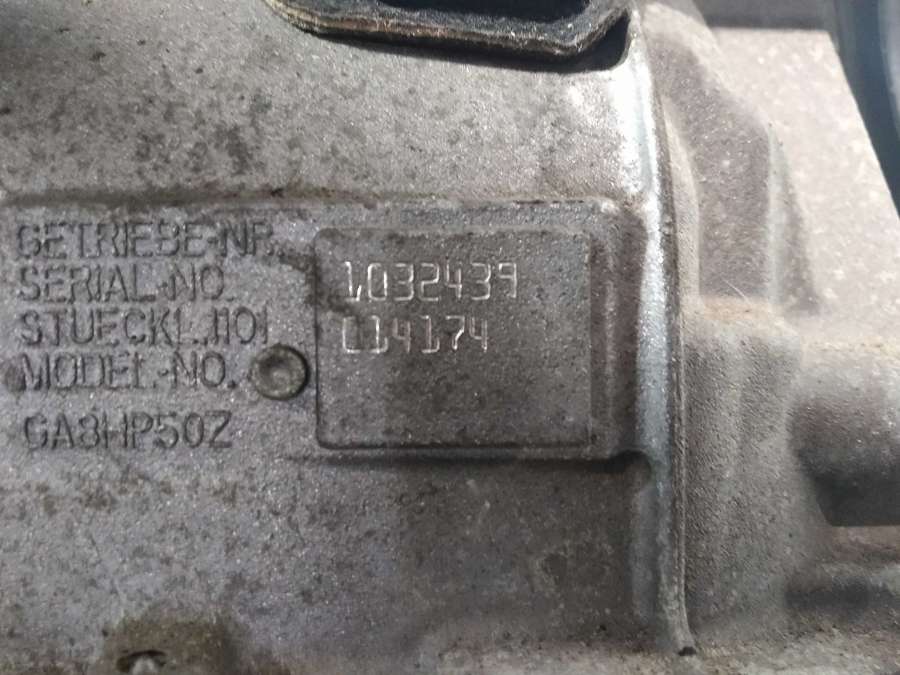 GETRIEBE-NR.
SERIAL-NO. 1032439
STUECKL.1101 014174
MODEL-NO.
GA8HP50Z